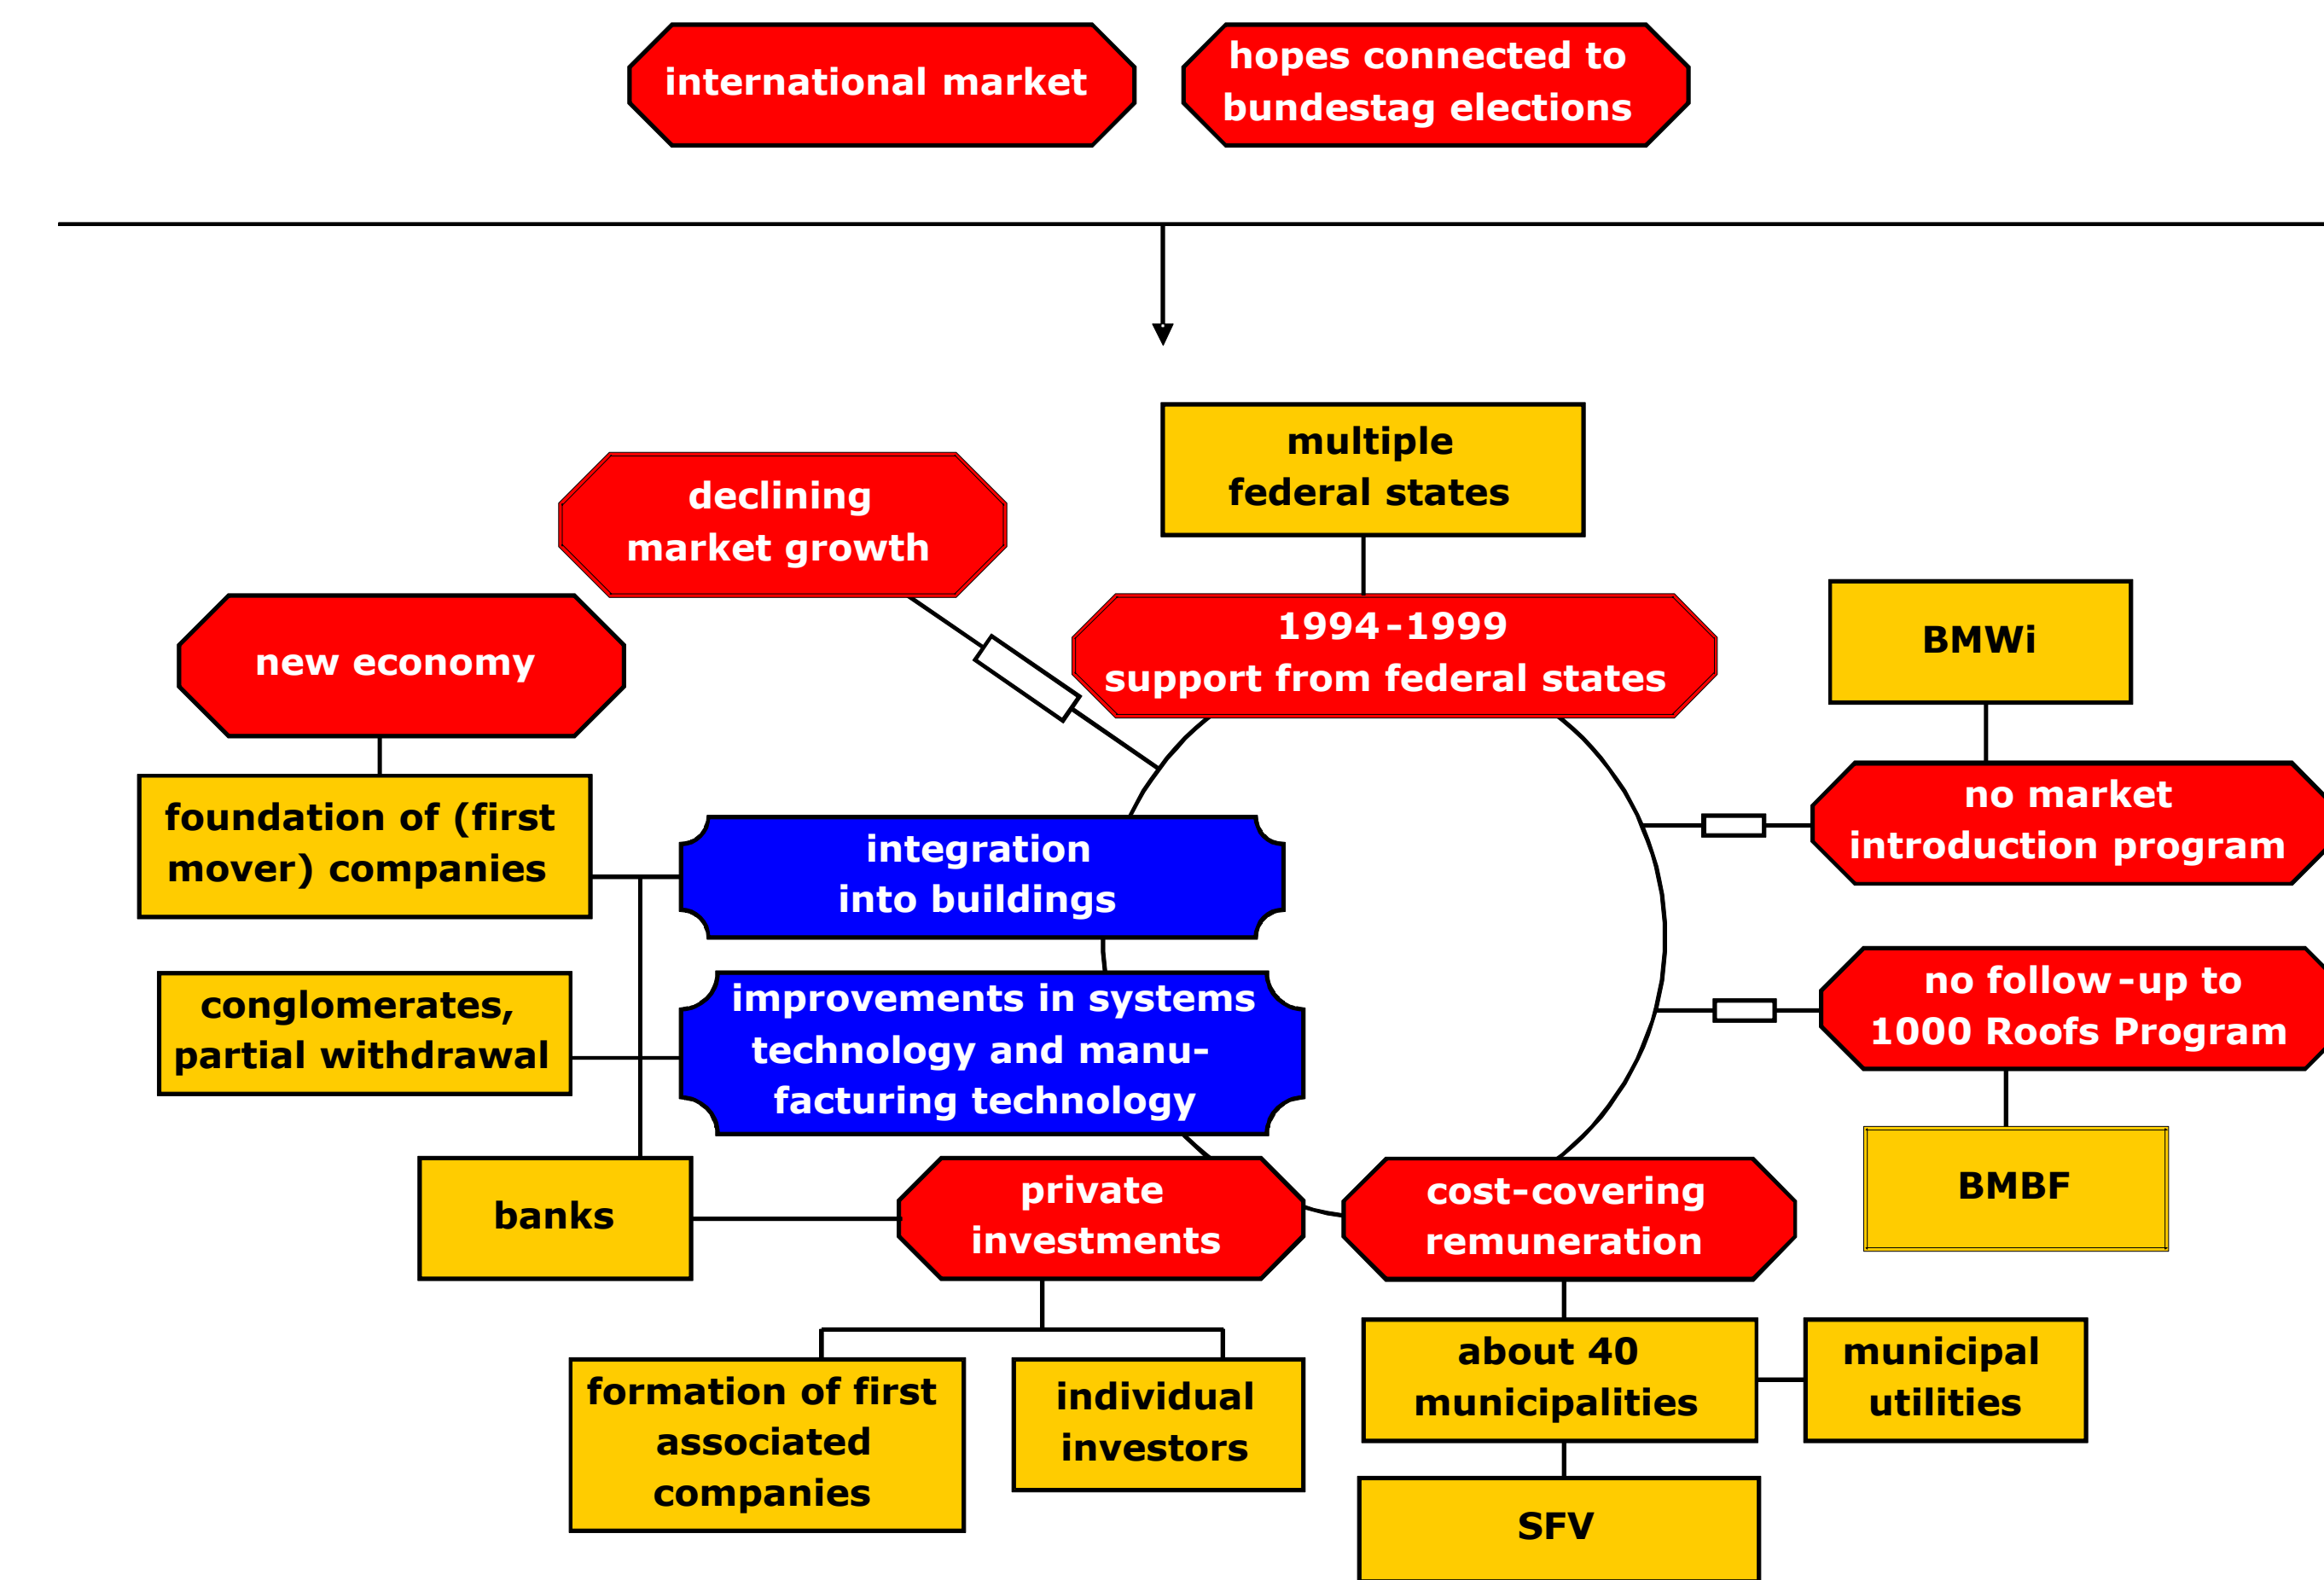 international market
hopes connected to
bundestag elections
multiple
federal states
declining
market growth
1994-1999
support from federal states
BMWi
new economy
no market
introduction program
foundation of (first
mover) companies
integration
into buildings
no follow-up to
1000 Roofs Program
conglomerates,
partial withdrawal
improvements in systems
technology and manu-
facturing technology
BMBF
banks
private
investments
cost-covering
remuneration
about 40
municipalities
municipal
utilities
formation of first
associated
companies
individual
investors
SFV